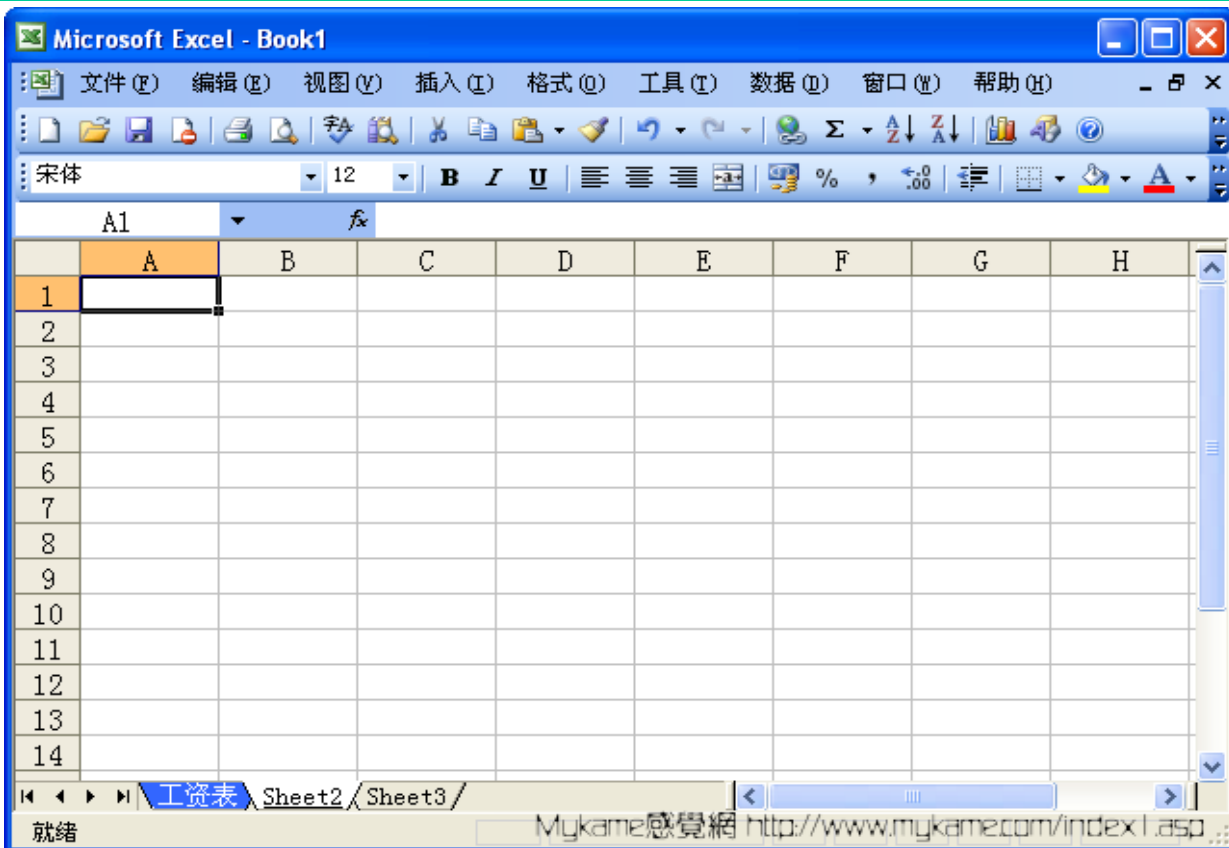 Microsoft Excel - Book1
文件(F) 编辑(E) 视图(V) 插入(I) 格式(O) 工具(T) 数据(D) 窗口(W) 帮助(H)
宋体 12 B I U % ,
A1 fx
A B C D E F G H
1
2
3
4
5
6
7
8
9
10
11
12
13
14
工资表 Sheet2 Sheet3
就绪
Mykame感覺網 http://www.mykame.com/index1.asp